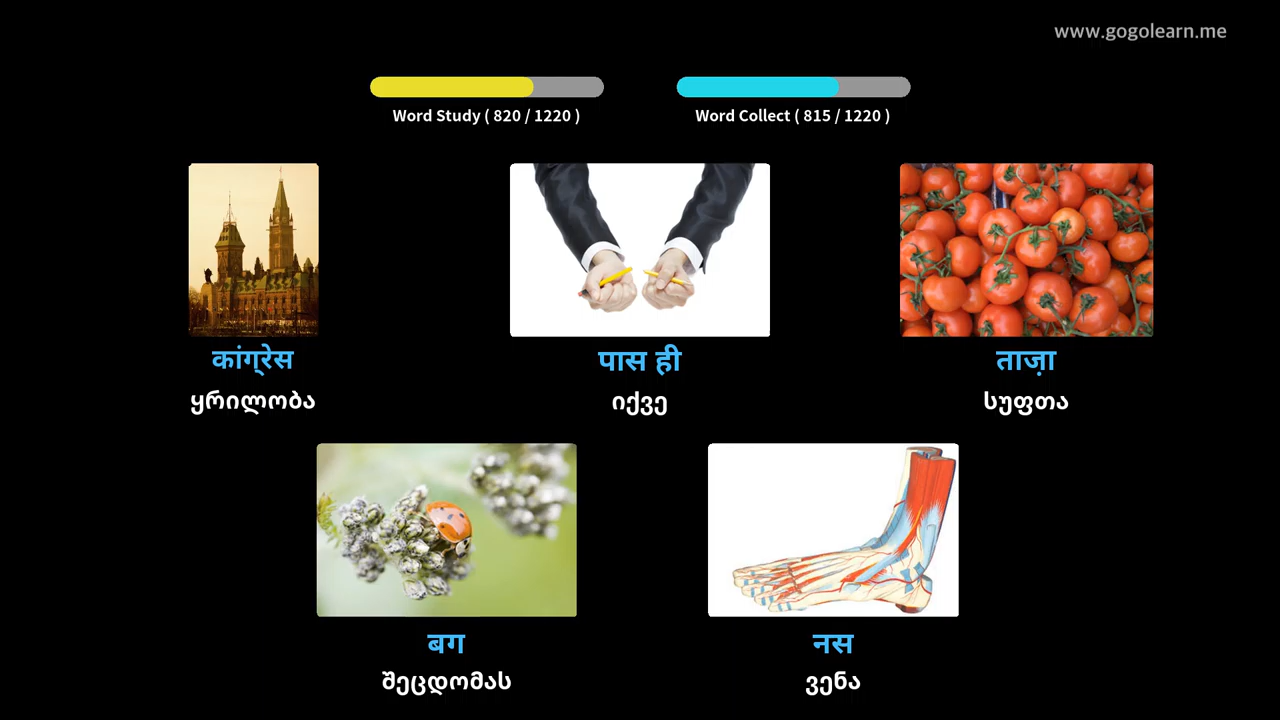 www.gogolearn.me
Word Study ( 820 / 1220 )
Word Collect ( 815 / 1220 )
कांग्रेस
ყრილობა
पास ही
იქვე
ताज़ा
სუფთა
बग
შეცდომას
नस
ვენა